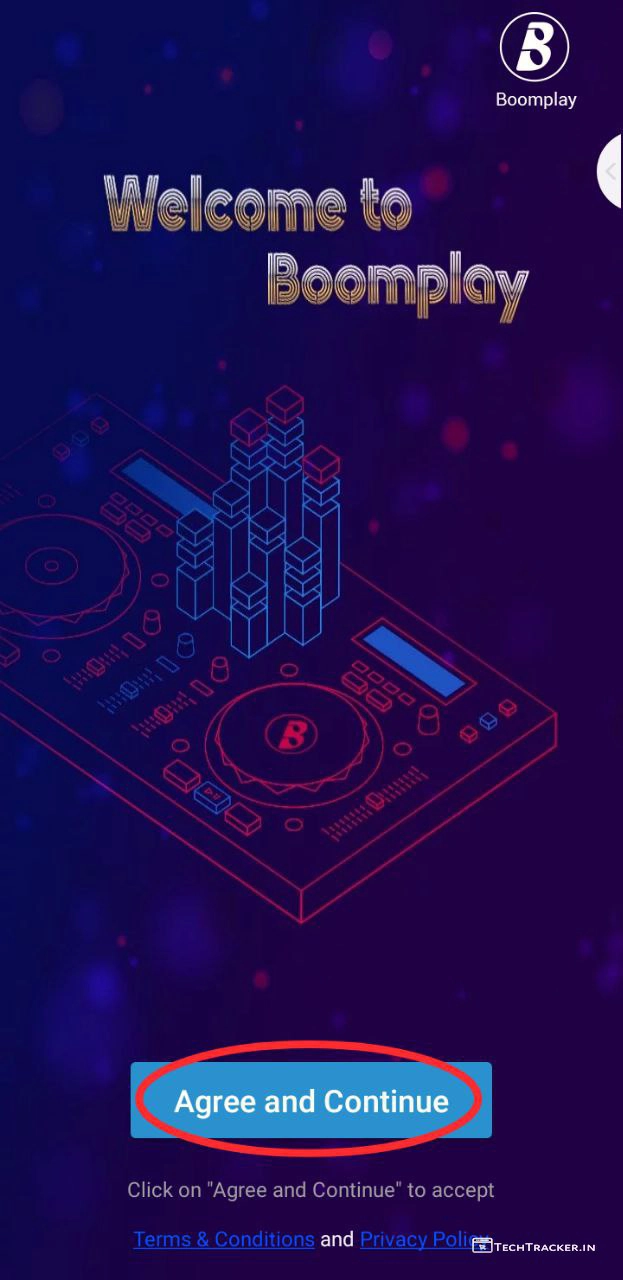 Boomplay
Welcome to
Boomplay
Agree and Continue
Click on "Agree and Continue" to accept
Terms & Conditions and Privacy Polic
TECHTRACKER.IN